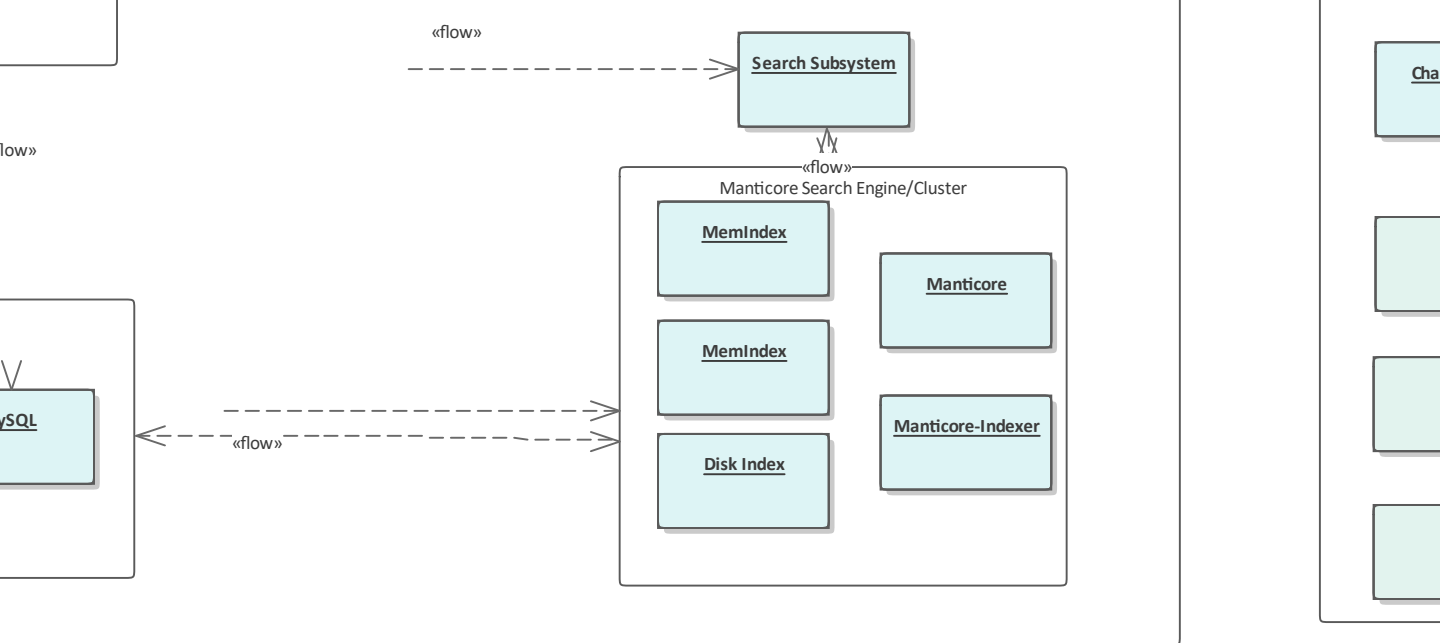 «flow»
Search Subsystem
Cha
low»
«flow»
Manticore Search Engine/Cluster
MemIndex
Manticore
MemIndex
ySQL
Manticore-Indexer
«flow»
Disk Index